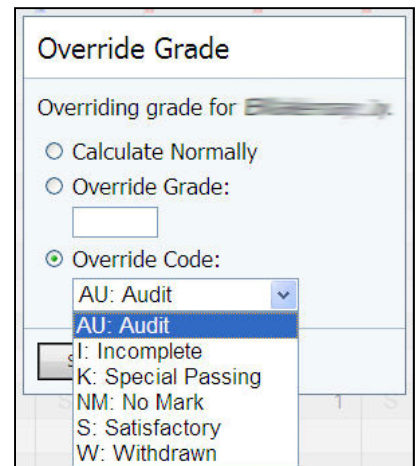 Override Grade
Overriding grade for
Calculate Normally
Override Grade:
Override Code:
AU: Audit
AU: Audit
I: Incomplete
K: Special Passing
NM: No Mark
S: Satisfactory
W: Withdrawn
1 S